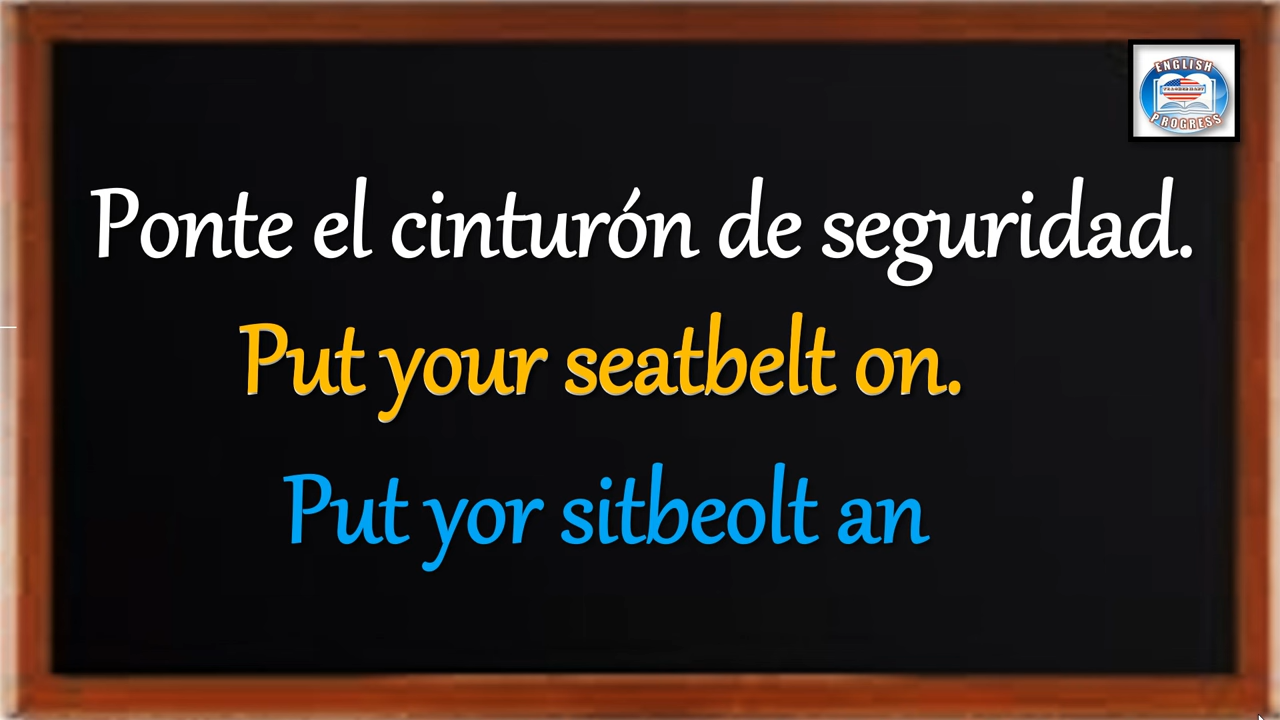 ENGLISH
PROGRESS
Ponte el cinturón de seguridad.
Put your seatbelt on.
Put yor sitbeolt an